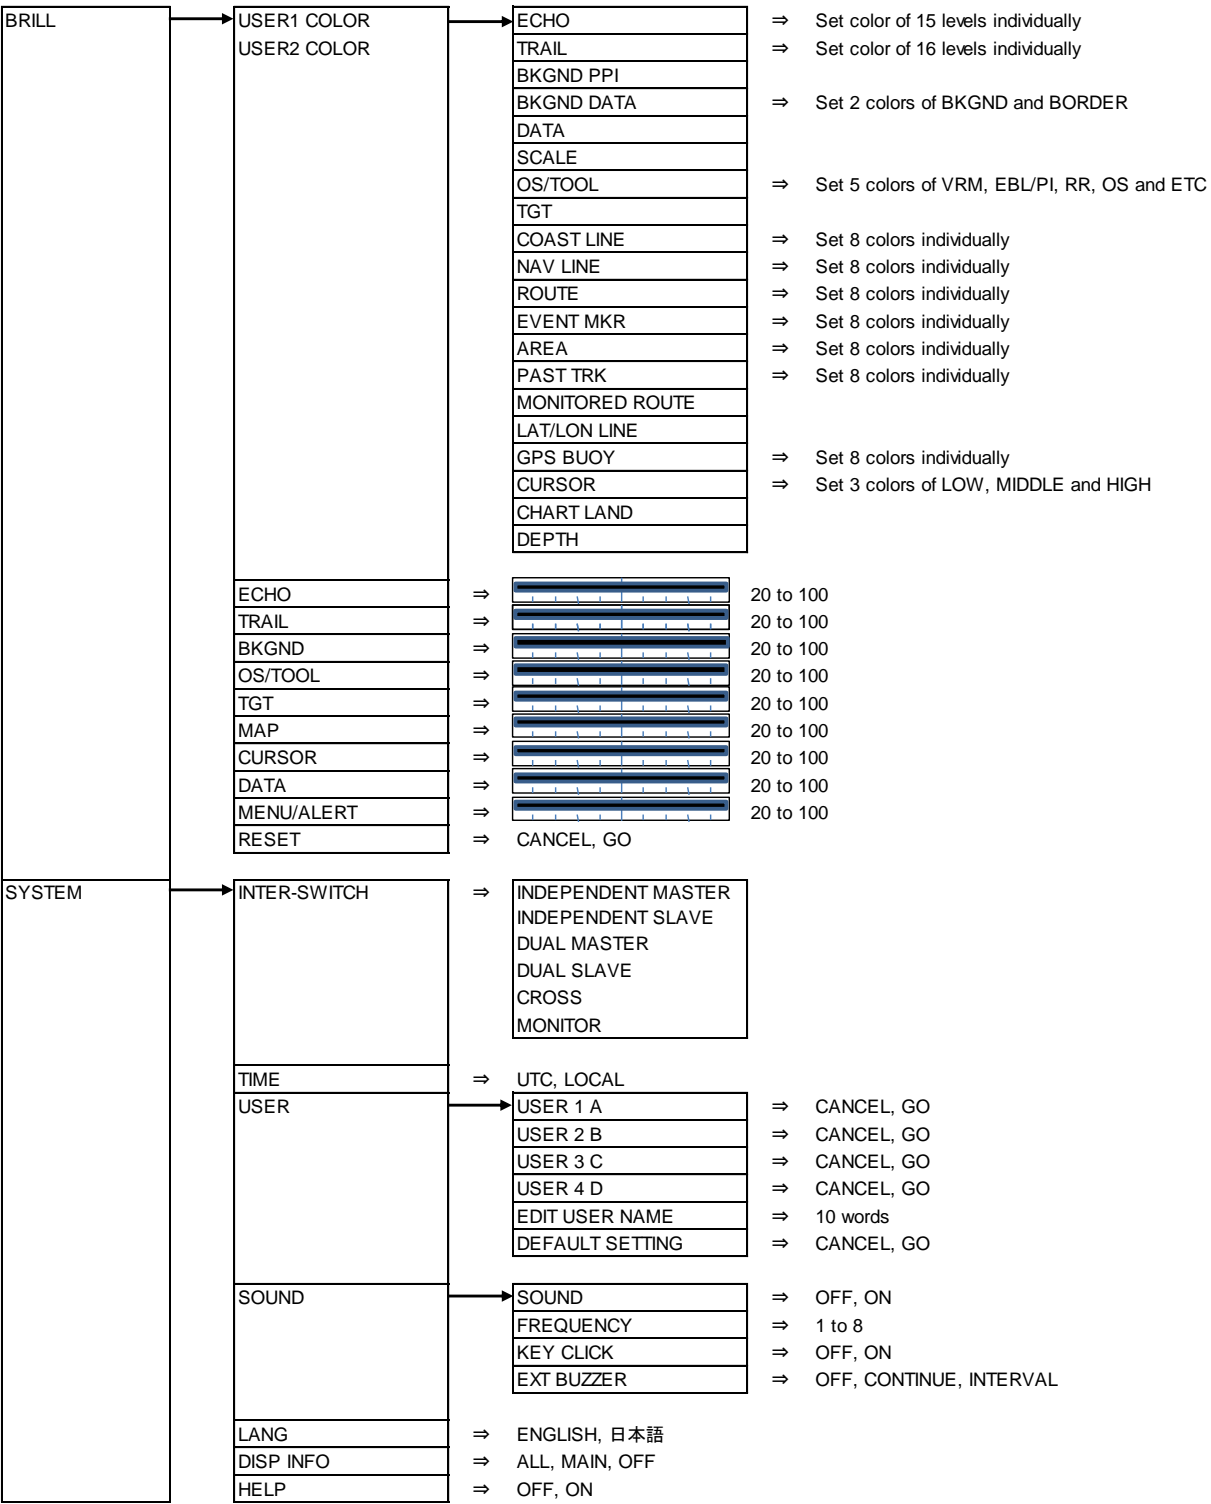 BRILL USER1 COLOR ECHO ⇒ Set color of 15 levels individually
USER2 COLOR TRAIL ⇒ Set color of 16 levels individually
BKGND PPI
BKGND DATA ⇒ Set 2 colors of BKGND and BORDER
DATA
SCALE
OS/TOOL ⇒ Set 5 colors of VRM, EBL/PI, RR, OS and ETC
TGT
COAST LINE ⇒ Set 8 colors individually
NAV LINE ⇒ Set 8 colors individually
ROUTE ⇒ Set 8 colors individually
EVENT MKR ⇒ Set 8 colors individually
AREA ⇒ Set 8 colors individually
PAST TRK ⇒ Set 8 colors individually
MONITORED ROUTE
LAT/LON LINE
GPS BUOY ⇒ Set 8 colors individually
CURSOR ⇒ Set 3 colors of LOW, MIDDLE and HIGH
CHART LAND
DEPTH
ECHO ⇒ 20 to 100
TRAIL ⇒ 20 to 100
BKGND ⇒ 20 to 100
OS/TOOL ⇒ 20 to 100
TGT ⇒ 20 to 100
MAP ⇒ 20 to 100
CURSOR ⇒ 20 to 100
DATA ⇒ 20 to 100
MENU/ALERT ⇒ 20 to 100
RESET ⇒ CANCEL, GO
SYSTEM INTER-SWITCH ⇒ INDEPENDENT MASTER
INDEPENDENT SLAVE
DUAL MASTER
DUAL SLAVE
CROSS
MONITOR
TIME ⇒ UTC, LOCAL
USER USER 1 A ⇒ CANCEL, GO
USER 2 B ⇒ CANCEL, GO
USER 3 C ⇒ CANCEL, GO
USER 4 D ⇒ CANCEL, GO
EDIT USER NAME ⇒ 10 words
DEFAULT SETTING ⇒ CANCEL, GO
SOUND SOUND ⇒ OFF, ON
FREQUENCY ⇒ 1 to 8
KEY CLICK ⇒ OFF, ON
EXT BUZZER ⇒ OFF, CONTINUE, INTERVAL
LANG ⇒ ENGLISH, 日本語
DISP INFO ⇒ ALL, MAIN, OFF
HELP ⇒ OFF, ON